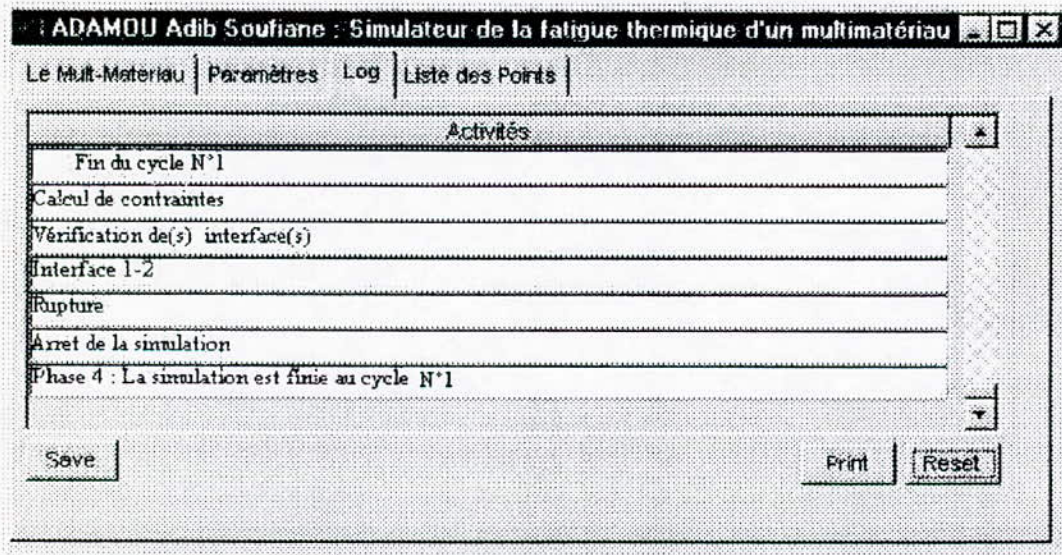 ADAMOU Adib Soufiane : Simulateur de la fatigue thermique d'un multimatériau
Le Mult-Materiau Paramètres Log Liste des Points
Activités
Fin du cycle N°1
Calcul de contraintes
Vérification de(s) interface(s)
Interface 1-2
Rupture
Arret de la simulation
Phase 4 : La simulation est finie au cycle N°1
Save Print Reset